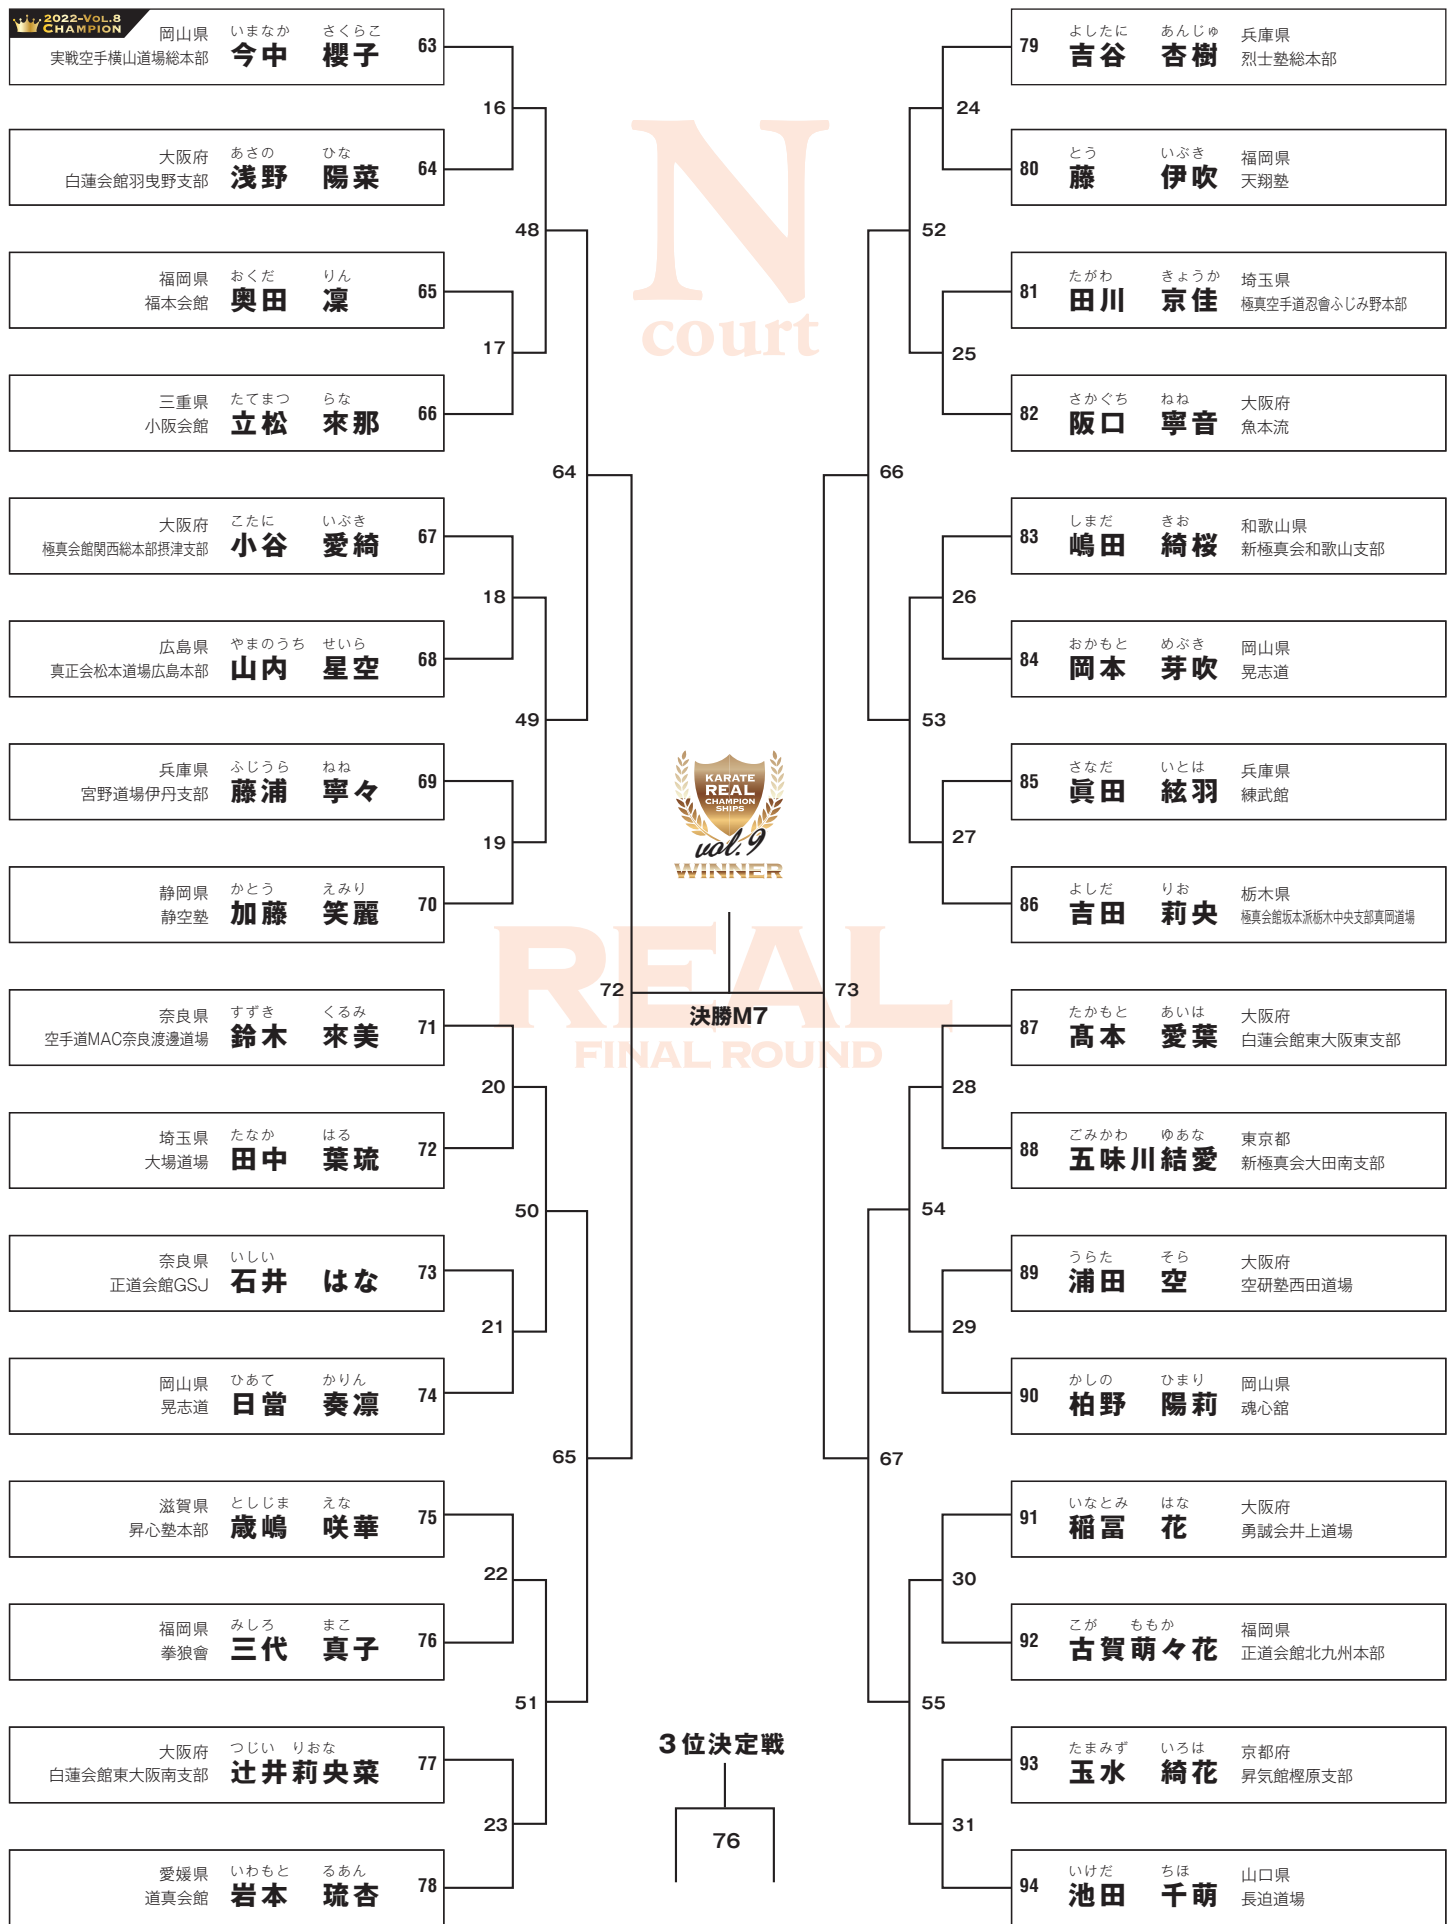 2022-VOL.8
CHAMPION
岡山県 いまなか さくらこ
実戦空手横山道場総本部 今中 櫻子 63
16
大阪府 あさの ひな
白蓮会館羽曳野支部 浅野 陽菜 64
48
福岡県 おくだ りん
福本会館 奥田 凜 65
17
三重県 たてまつ らな
小阪会館 立松 來那 66
64
大阪府 こたに いぶき
極真会館関西総本部摂津支部 小谷 愛綺 67
18
広島県 やまのうち せいら
真正会松本道場広島本部 山内 星空 68
49
兵庫県 ふじうら ねね
宮野道場伊丹支部 藤浦 寧々 69
19
静岡県 かとう えみり
静空塾 加藤 笑麗 70
72
奈良県 すずき くるみ
空手道MAC奈良渡邊道場 鈴木 來美 71
20
埼玉県 たなか はる
大場道場 田中 葉琉 72
50
奈良県 いしい
正道会館GSJ 石井 はな 73
21
岡山県 ひあて かりん
晃志道 日當 奏凛 74
65
滋賀県 としじま えな
昇心塾本部 歳嶋 咲華 75
22
福岡県 みしろ まこ
拳狼會 三代 真子 76
51
大阪府 つじい りおな
白蓮会館東大阪南支部 辻井莉央菜 77
23
愛媛県 いわもと るあん
道真会館 岩本 琉杏 78
N
court
KARATE
REAL
CHAMPION
SHIPS
vol.9
WINNER
REAL
決勝M7
FINAL ROUND
3位決定戦
76
よしたに あんじゅ 兵庫県
79 吉谷 杏樹 烈士塾総本部
24
とう いぶき 福岡県
80 藤 伊吹 天翔塾
52
たがわ きょうか 埼玉県
81 田川 京佳 極真空手道忍會ふじみ野本部
25
さかぐち ねね 大阪府
82 阪口 寧音 魚本流
66
しまだ きお 和歌山県
83 嶋田 綺桜 新極真会和歌山支部
26
おかもと めぶき 岡山県
84 岡本 芽吹 晃志道
53
さなだ いとは 兵庫県
85 眞田 絃羽 練武館
27
よしだ りお 栃木県
86 吉田 莉央 極真会館坂本派栃木中央支部真岡道場
73
たかもと あいは 大阪府
87 髙本 愛葉 白蓮会館東大阪東支部
28
ごみかわ ゆあな 東京都
88 五味川結愛 新極真会大田南支部
54
うらた そら 大阪府
89 浦田 空 空研塾西田道場
29
かしの ひまり 岡山県
90 柏野 陽莉 魂心舘
67
いなとみ はな 大阪府
91 稲冨 花 勇誠会井上道場
30
こが ももか 福岡県
92 古賀萌々花 正道会館北九州本部
55
たまみず いろは 京都府
93 玉水 綺花 昇気館樫原支部
31
いけだ ちほ 山口県
94 池田 千萌 長迫道場